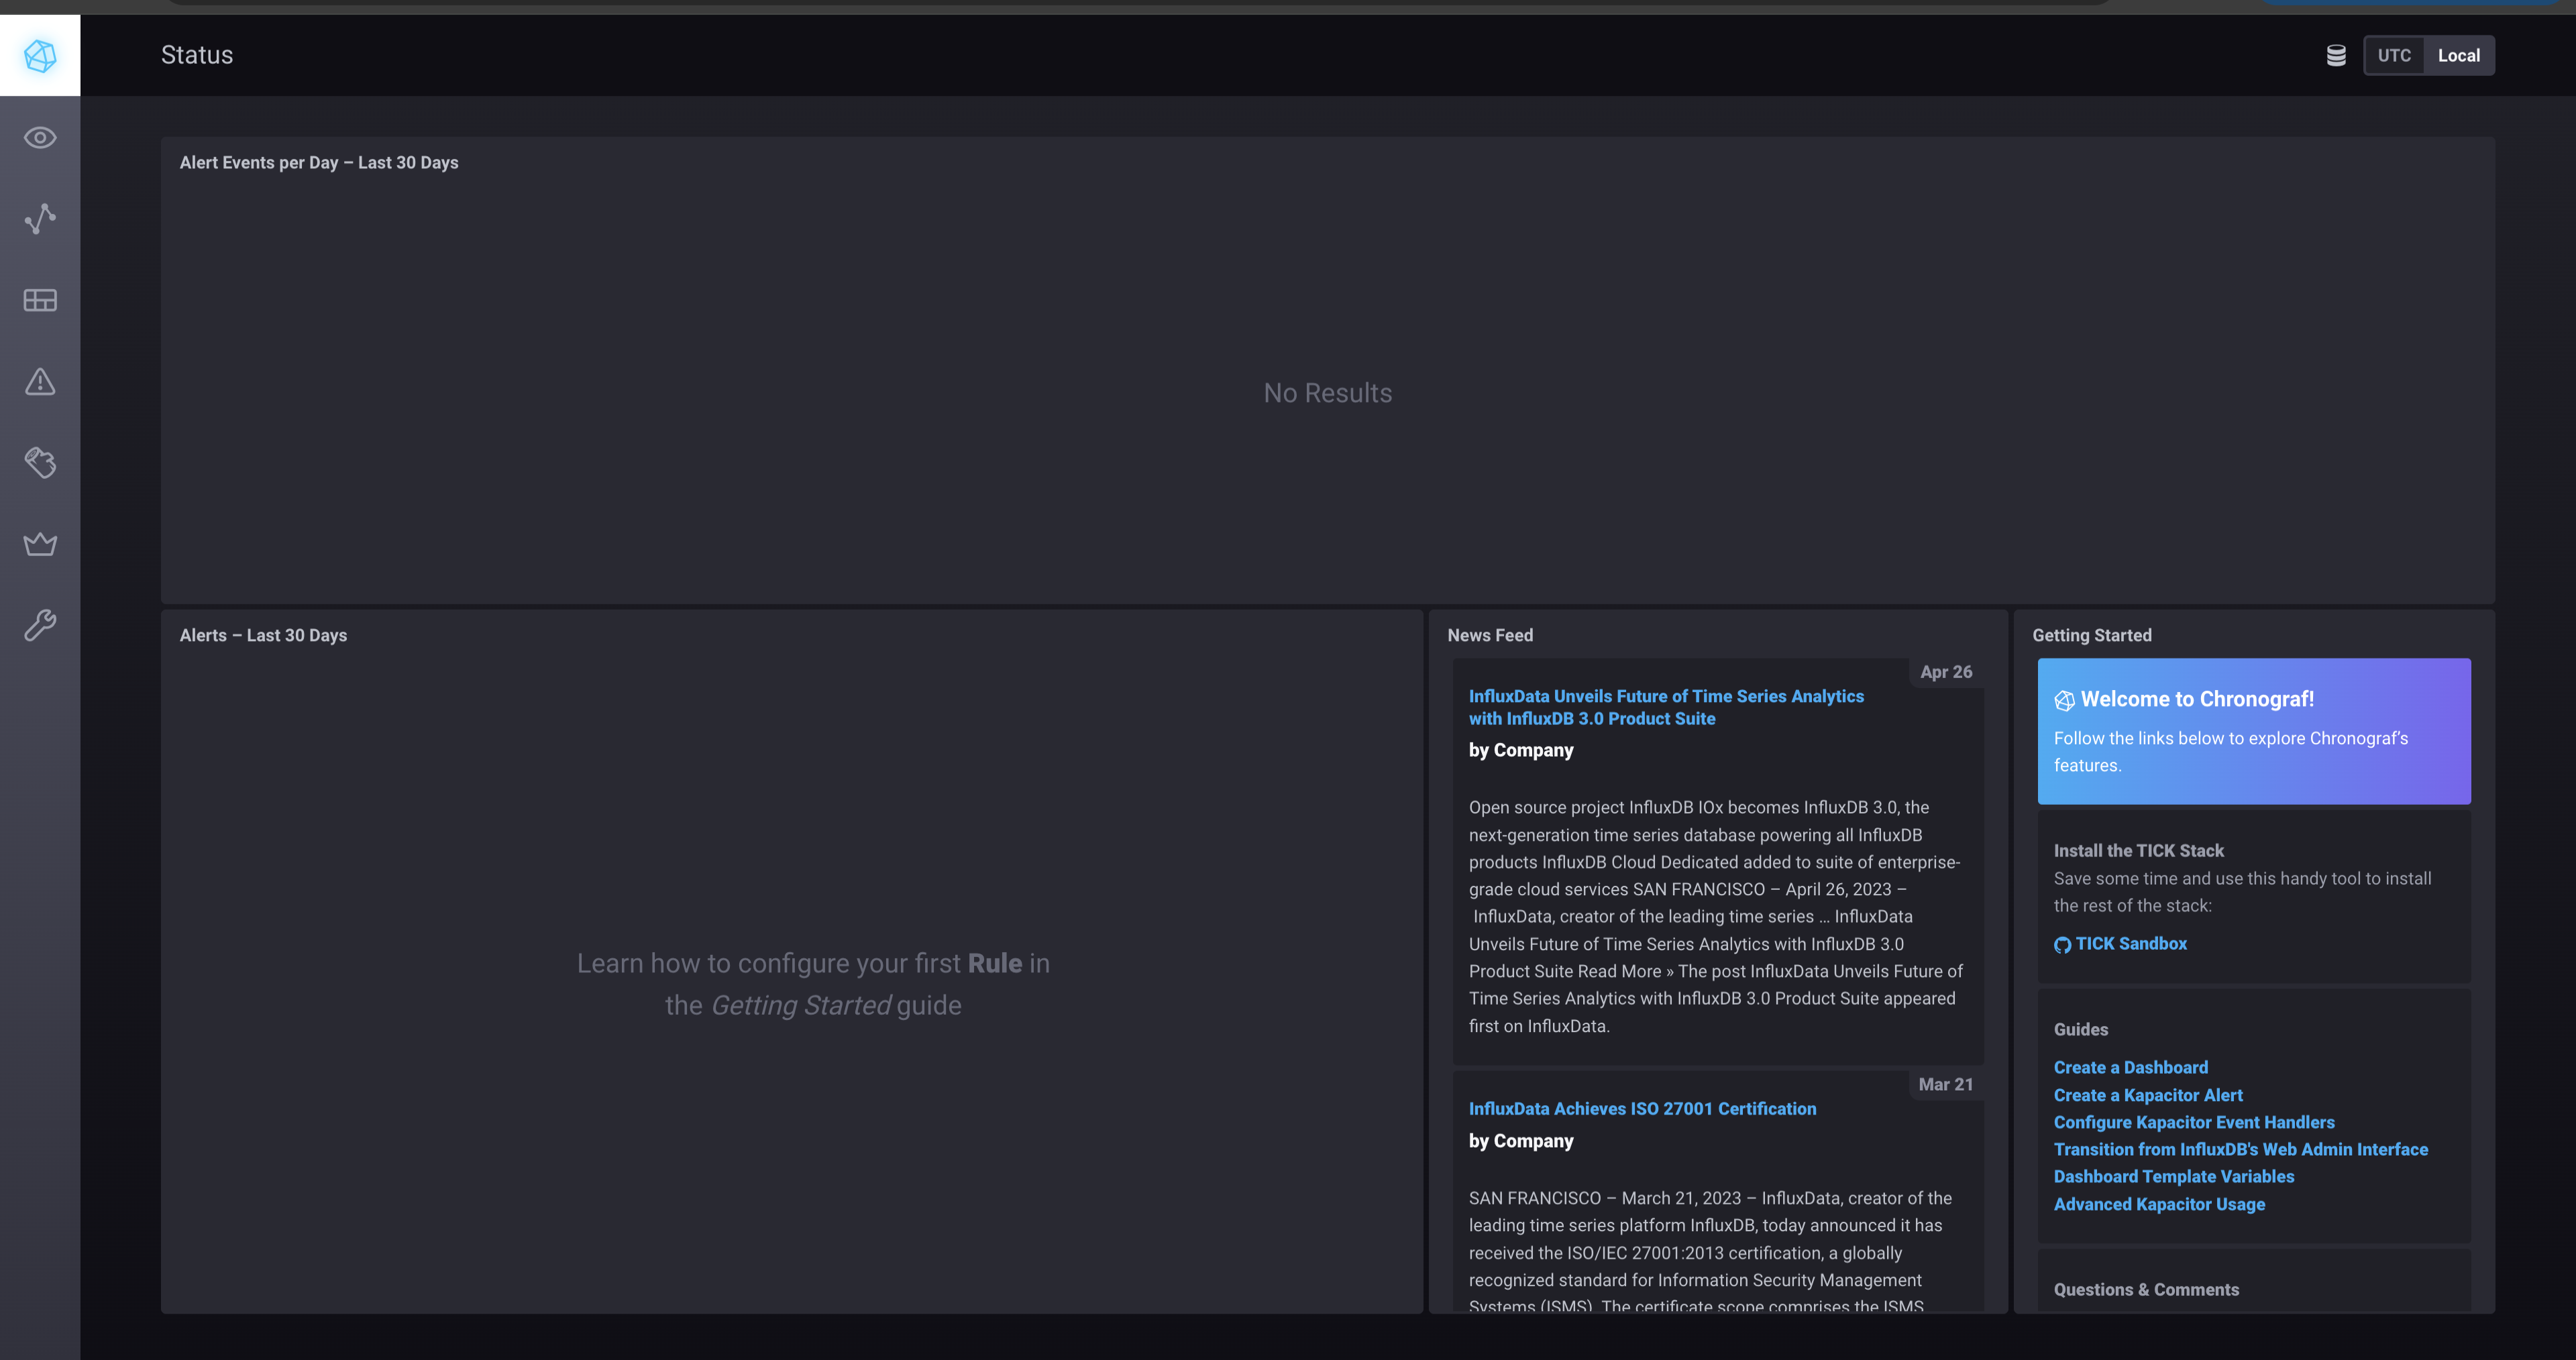 Status
UTC
Local
Alert Events per Day – Last 30 Days
No Results
Alerts – Last 30 Days
Learn how to configure your first Rule in
the Getting Started guide
News Feed
Apr 26
InfluxData Unveils Future of Time Series Analytics
with InfluxDB 3.0 Product Suite
by Company
Open source project InfluxDB IOx becomes InfluxDB 3.0, the
next-generation time series database powering all InfluxDB
products InfluxDB Cloud Dedicated added to suite of enterprise-
grade cloud services SAN FRANCISCO – April 26, 2023 –
InfluxData, creator of the leading time series ... InfluxData
Unveils Future of Time Series Analytics with InfluxDB 3.0
Product Suite Read More » The post InfluxData Unveils Future of
Time Series Analytics with InfluxDB 3.0 Product Suite appeared
first on InfluxData.
Mar 21
InfluxData Achieves ISO 27001 Certification
by Company
SAN FRANCISCO – March 21, 2023 – InfluxData, creator of the
leading time series platform InfluxDB, today announced it has
received the ISO/IEC 27001:2013 certification, a globally
recognized standard for Information Security Management
Systems (ISMS). The certificate scope comprises the ISMS
Getting Started
Welcome to Chronograf!
Follow the links below to explore Chronograf's
features.
Install the TICK Stack
Save some time and use this handy tool to install
the rest of the stack:
TICK Sandbox
Guides
Create a Dashboard
Create a Kapacitor Alert
Configure Kapacitor Event Handlers
Transition from InfluxDB's Web Admin Interface
Dashboard Template Variables
Advanced Kapacitor Usage
Questions & Comments